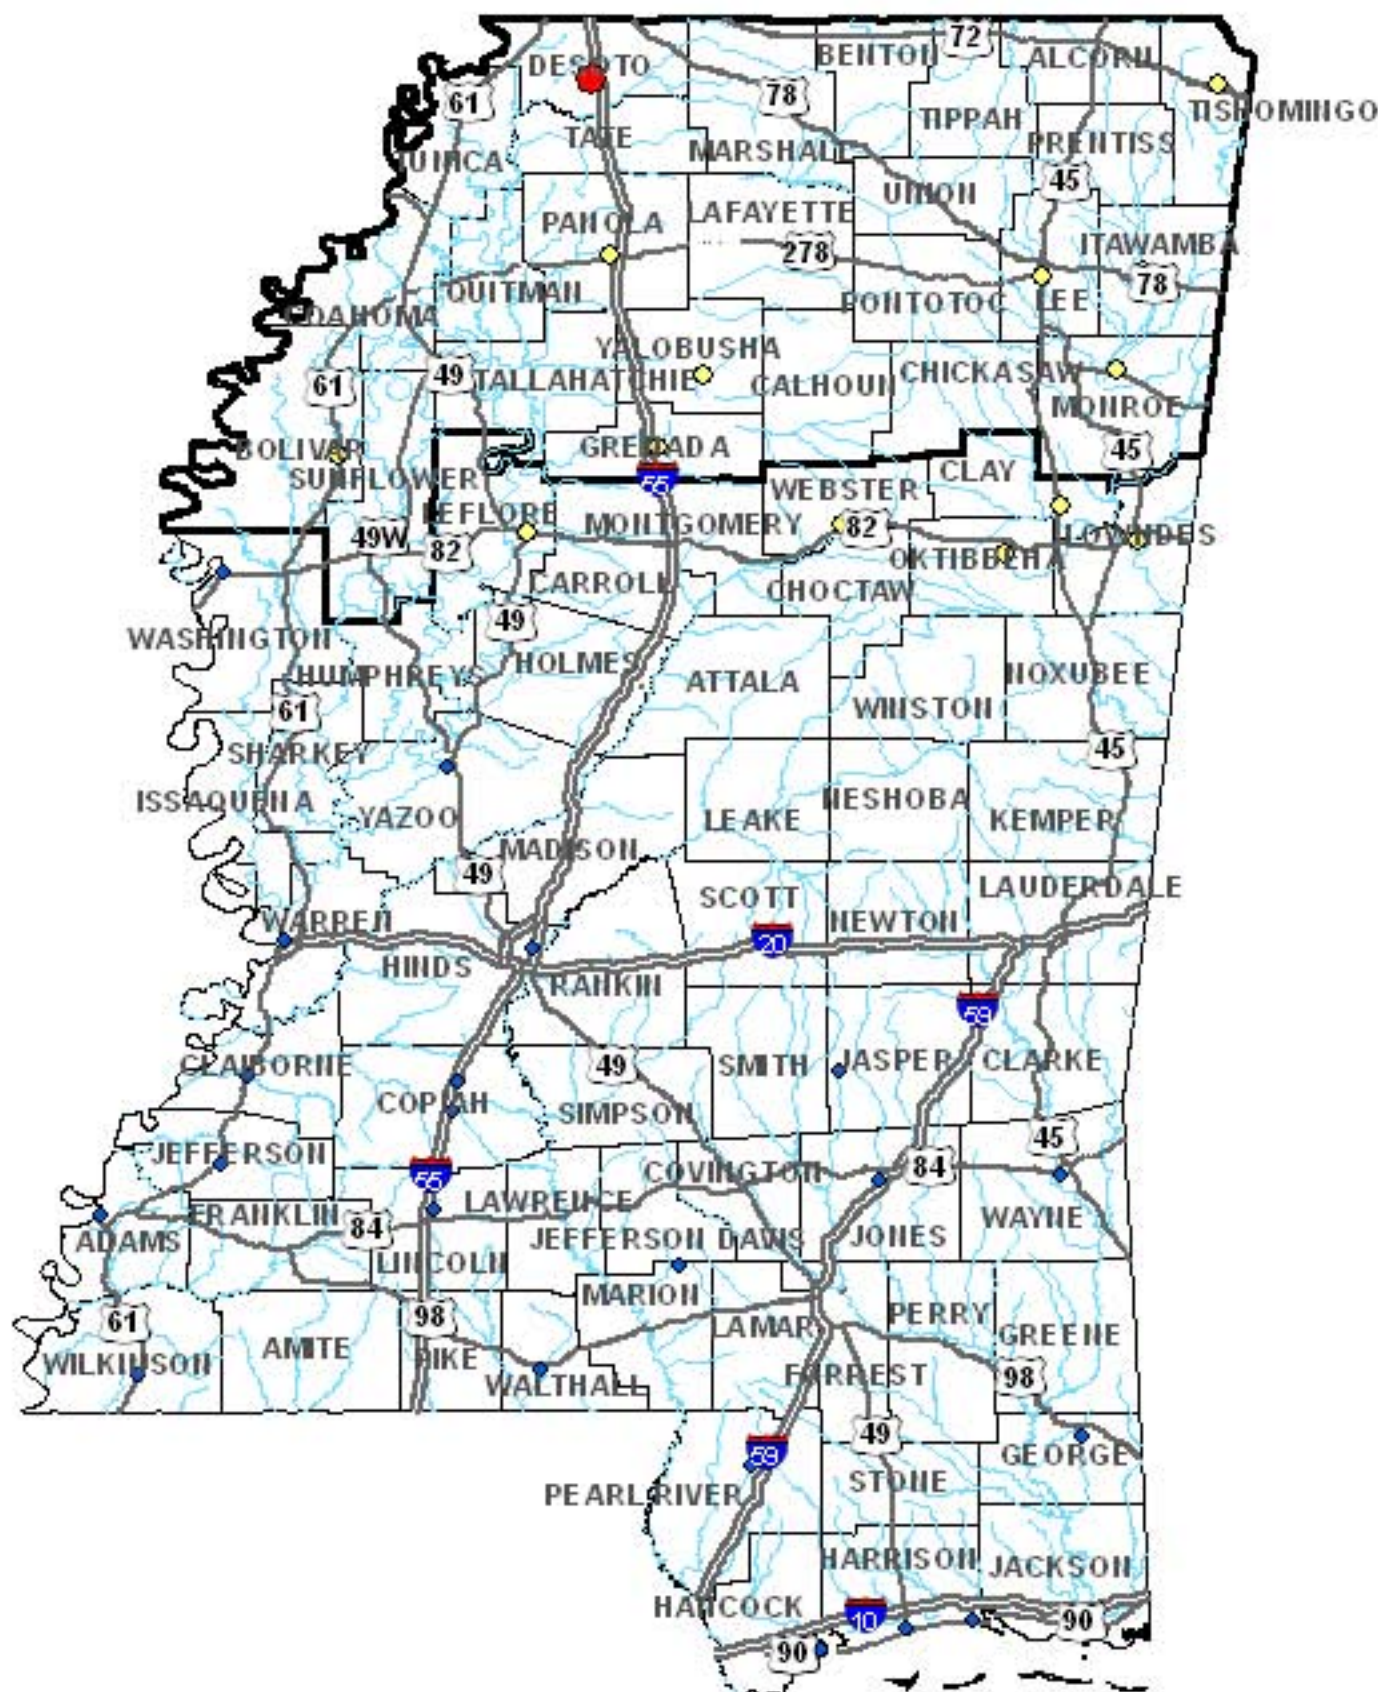 BENTON
72
ALCORN
DESOTO
61
78
TISHOMINGO
TIPPAH
TATE
PRENTISS
MARSHALL
TUNICA
45
UNION
LAFAYETTE
PANOLA
ITAWAMBA
278
78
QUITMAN
PONTOTOC
LEE
COAHOMA
YALOBUSHA
49
CHICKASAW
61
TALLAHATCHIE
CALHOUN
MONROE
BOLIVAR
GRENADA
45
CLAY
SUNFLOWER
55
WEBSTER
LEFLORE
MONTGOMERY
82
LOWNDES
49W
82
OKTIBBEHA
CARROLL
CHOCTAW
49
WASHINGTON
HOLMES
HUMPHREYS
NOXUBEE
ATTALA
WINSTON
61
SHARKEY
45
ISSAQUENA
NESHOBA
YAZOO
LEAKE
KEMPER
MADISON
49
LAUDERDALE
SCOTT
WARREN
NEWTON
20
HINDS
RANKIN
59
CLAIBORNE
49
SMITH
JASPER
CLARKE
COPIAH
SIMPSON
45
JEFFERSON
55
COVINGTON
84
LAWRENCE
FRANKLIN
84
WAYNE
ADAMS
JEFFERSON DAVIS
JONES
LINCOLN
MARION
61
98
LAMAR
PERRY
GREENE
WILKINSON
AMITE
PIKE
WALTHALL
FORREST
98
49
59
GEORGE
STONE
PEARL RIVER
HARRISON
JACKSON
HANCOCK
10
90
90